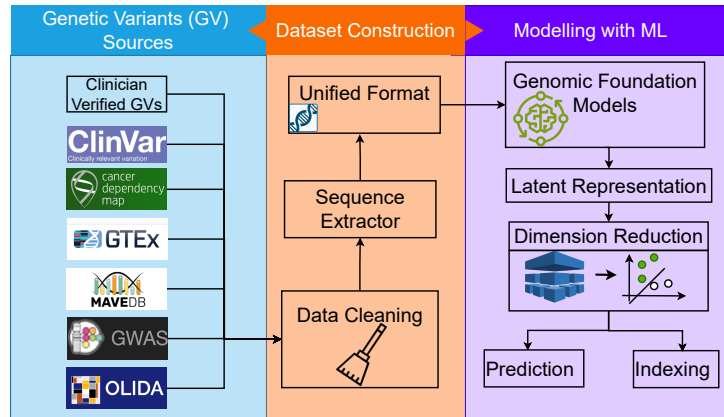 Genetic Variants (GV)
Sources
Dataset Construction
Modelling with ML
Clinician
Verified GVs
ClinVar
Clinically relevant variation
cancer
dependency
map
GTEx
MAVEDB
GWAS
OLIDA
Unified Format
Sequence
Extractor
Data Cleaning
Genomic Foundation
Models
Latent Representation
Dimension Reduction
Prediction
Indexing